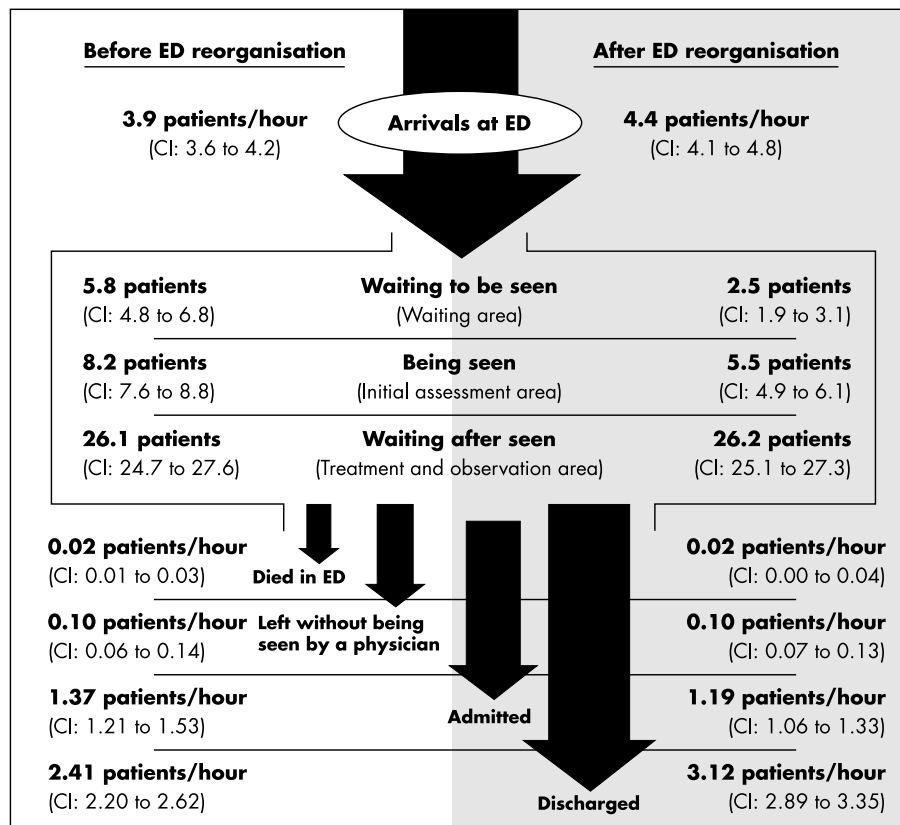 Before ED reorganisation
After ED reorganisation
3.9 patients/hour
(CI: 3.6 to 4.2)
Arrivals at ED
4.4 patients/hour
(CI: 4.1 to 4.8)
5.8 patients
(CI: 4.8 to 6.8)
Waiting to be seen
(Waiting area)
2.5 patients
(CI: 1.9 to 3.1)
8.2 patients
(CI: 7.6 to 8.8)
Being seen
(Initial assessment area)
5.5 patients
(CI: 4.9 to 6.1)
26.1 patients
(CI: 24.7 to 27.6)
Waiting after seen
(Treatment and observation area)
26.2 patients
(CI: 25.1 to 27.3)
0.02 patients/hour
(CI: 0.01 to 0.03)
Died in ED
0.02 patients/hour
(CI: 0.00 to 0.04)
0.10 patients/hour
(CI: 0.06 to 0.14)
Left without being
seen by a physician
0.10 patients/hour
(CI: 0.07 to 0.13)
1.37 patients/hour
(CI: 1.21 to 1.53)
Admitted
1.19 patients/hour
(CI: 1.06 to 1.33)
2.41 patients/hour
(CI: 2.20 to 2.62)
Discharged
3.12 patients/hour
(CI: 2.89 to 3.35)